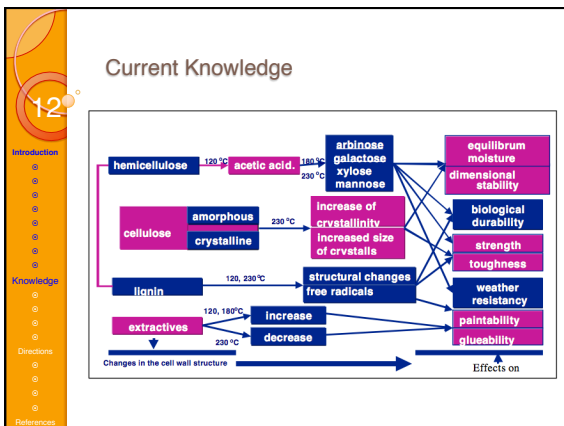 Current Knowledge
12
Introduction
Knowledge
Directions
References
hemicellulose
120 °C
acetic acid.
180 °C
230 °C
arbinose
galactose
xylose
mannose
equilibrum
moisture
dimensional
stability
cellulose
amorphous
crystalline
230 °C
increase of
crystallinity
increased size
of crystalls
biological
durability
strength
toughness
lignin
120, 230°C
structural changes
free radicals
weather
resistancy
extractives
120, 180°C
230 °C
increase
decrease
paintability
glueability
Changes in the cell wall structure
Effects on